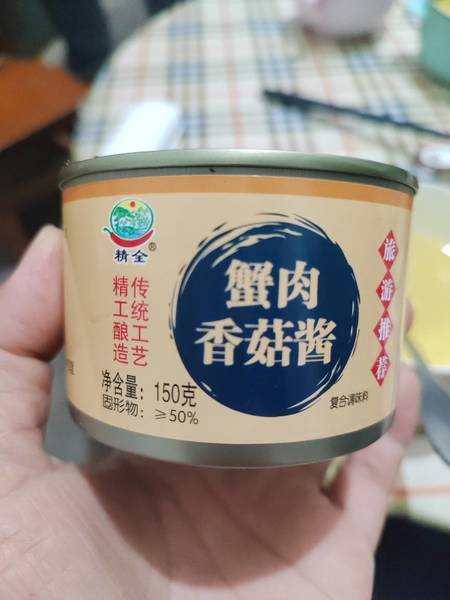 精全®
传统工艺
精工酿造
净含量：150克
固形物：≥50%
蟹肉
香菇酱
旅游推荐
复合调味料